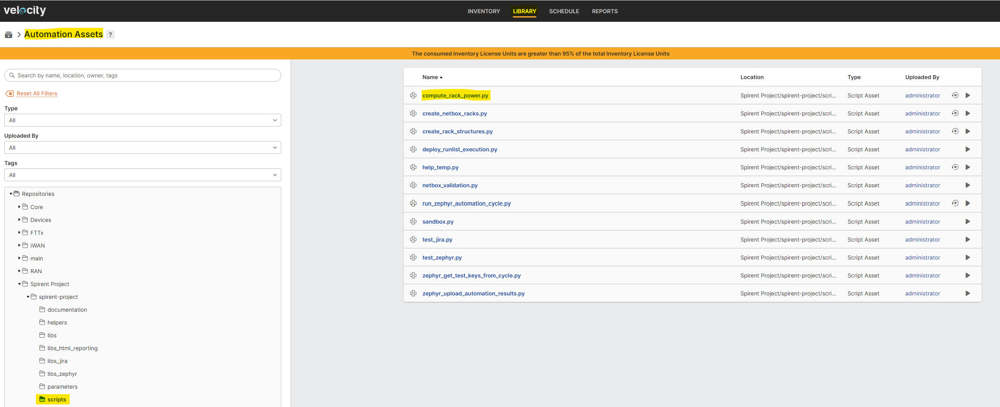 velocity
INVENTORY LIBRARY SCHEDULE REPORTS
Automation Assets ?
The consumed Inventory License Units are greater than 95% of the total Inventory License Units
Search by name, location, owner, tags
Reset All Filters
Type
All
Uploaded By
All
Tags
All
Repositories
Core
Devices
FTTx
iWAN
main
RAN
Spirent Project
spirent-project
documentation
helpers
libs
libs_html_reporting
libs_jira
libs_zephyr
parameters
scripts
Name Location Type Uploaded By
compute_rack_power.py Spirent Project/spirent-project/scri... Script Asset administrator
create_netbox_racks.py Spirent Project/spirent-project/scri... Script Asset administrator
create_rack_structures.py Spirent Project/spirent-project/scri... Script Asset administrator
deploy_runlist_execution.py Spirent Project/spirent-project/scri... Script Asset administrator
help_temp.py Spirent Project/spirent-project/scri... Script Asset administrator
netbox_validation.py Spirent Project/spirent-project/scri... Script Asset administrator
run_zephyr_automation_cycle.py Spirent Project/spirent-project/scri... Script Asset administrator
sandbox.py Spirent Project/spirent-project/scri... Script Asset administrator
test_jira.py Spirent Project/spirent-project/scri... Script Asset administrator
test_zephyr.py Spirent Project/spirent-project/scri... Script Asset administrator
zephyr_get_test_keys_from_cycle.py Spirent Project/spirent-project/scri... Script Asset administrator
zephyr_upload_automation_results.py Spirent Project/spirent-project/scri... Script Asset administrator